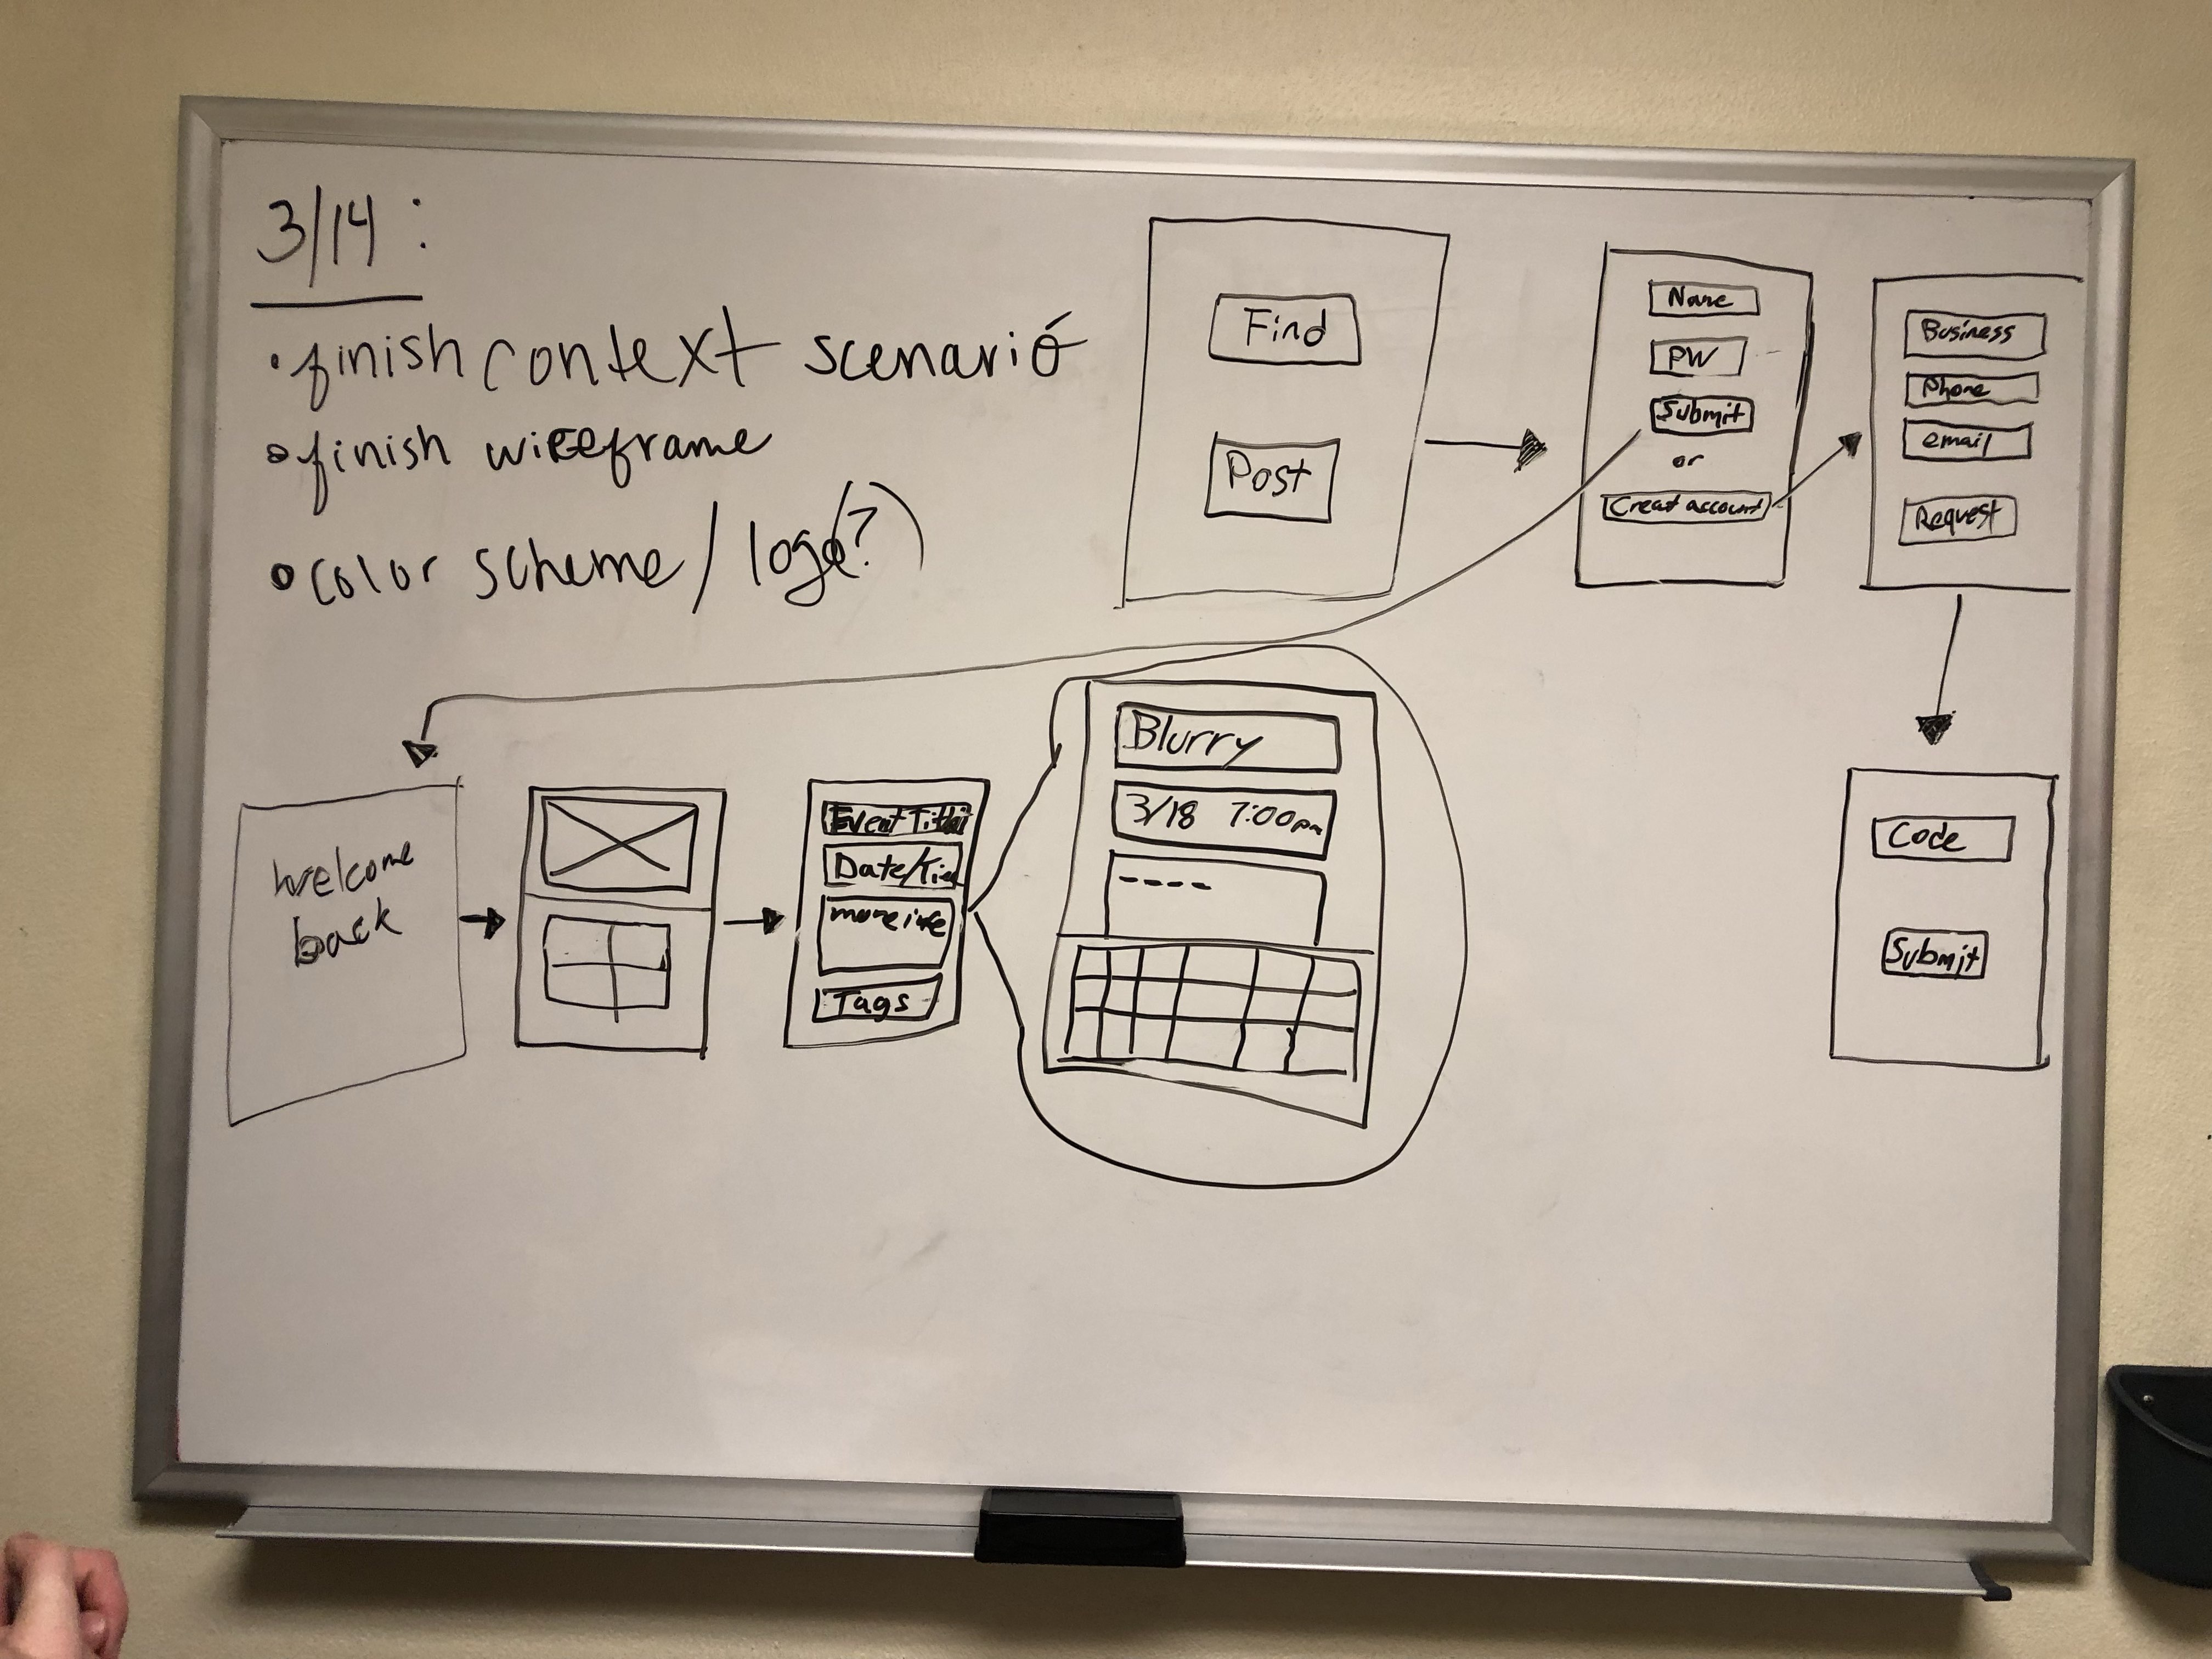 3/14:
• finish context scenario
• finish wireframe
• color scheme / logo(?)
Find
Post
Name
PW
Submit
or
Creat account
Business
Phone
email
Request
Code
Submit
Welcome
back
Event Title
Date/Time
more info
Tags
Blurry
3/18 7:00pm
----